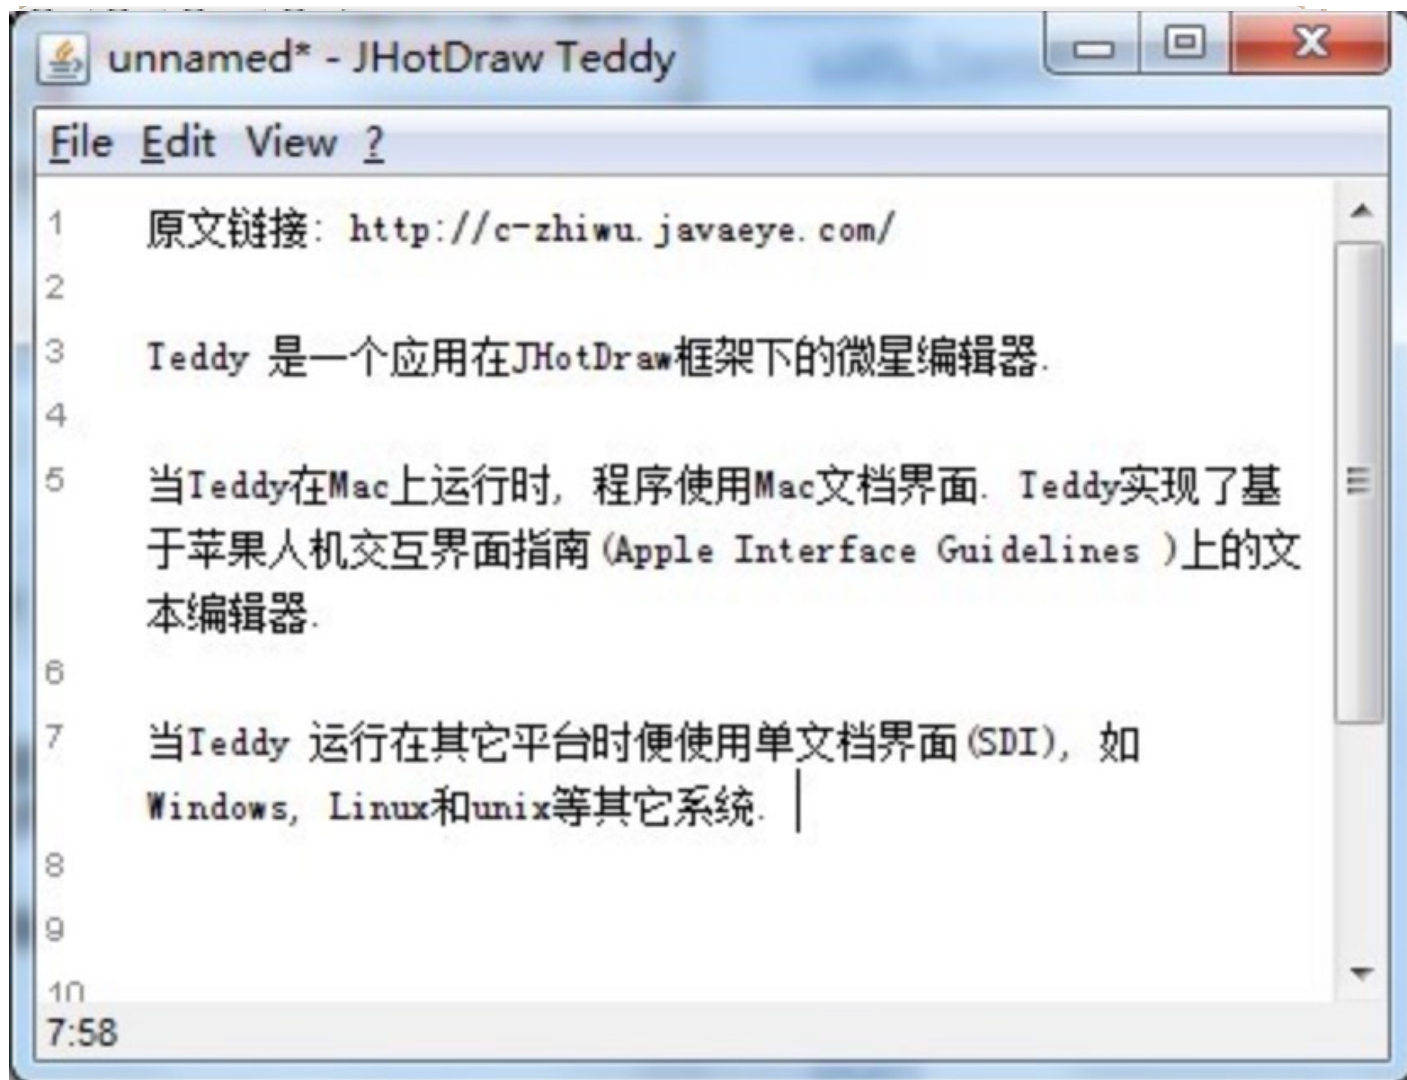 unnamed* - JHotDraw Teddy
File Edit View ?
1 原文链接: http://c-zhiwu.javaeye.com/
2
3 Teddy 是一个应用在JHotDraw框架下的微星编辑器.
4
5 当Teddy在Mac上运行时, 程序使用Mac文档界面. Teddy实现了基
于苹果人机交互界面指南(Apple Interface Guidelines )上的文
本编辑器.
6
7 当Teddy 运行在其它平台时便使用单文档界面(SDI), 如
Windows, Linux和unix等其它系统.
8
9
10
7:58